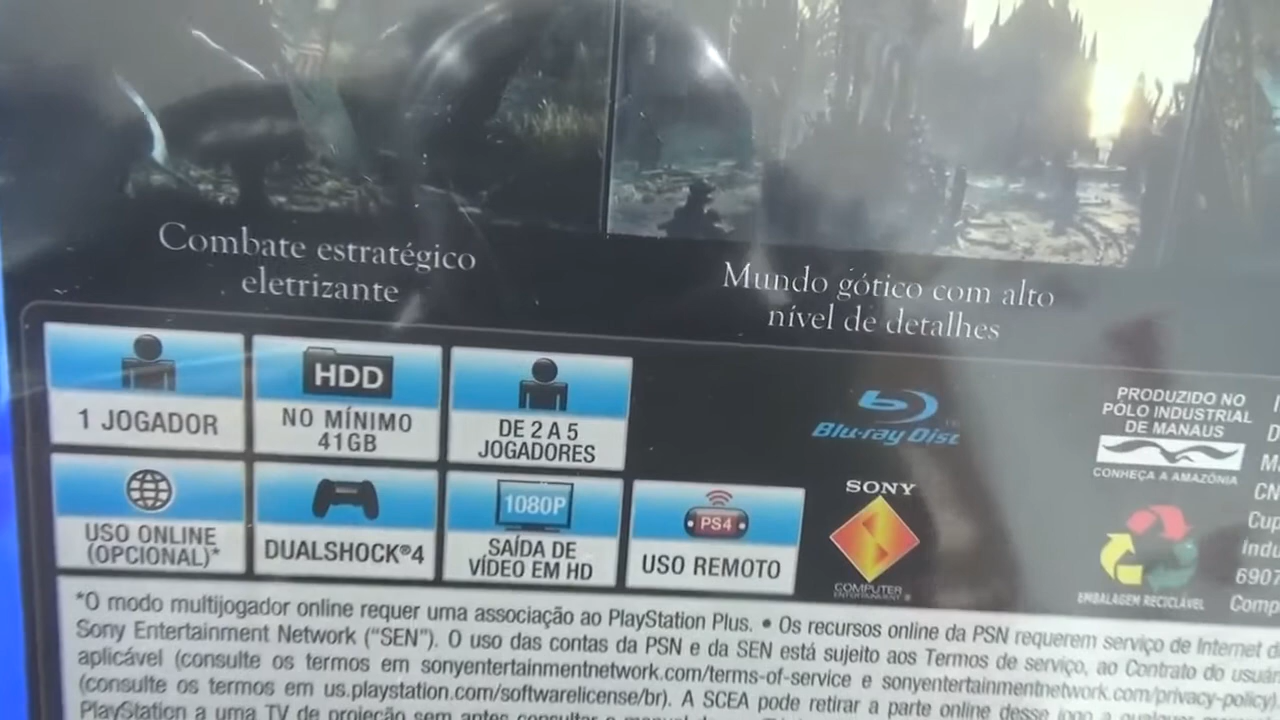 Combate estratégico
eletrizante
Mundo gótico com alto
nível de detalhes
1 JOGADOR
HDD
NO MÍNIMO
41GB
DE 2 A 5
JOGADORES
USO ONLINE
(OPCIONAL)*
DUALSHOCK®4
1080P
SAÍDA DE
VÍDEO EM HD
PS4
USO REMOTO
Blu-ray Disc
SONY
COMPUTER
ENTERTAINMENT®
PRODUZIDO NO
PÓLO INDUSTRIAL
DE MANAUS
CONHEÇA A AMAZÔNIA
EMBALAGEM RECICLÁVEL
CN
Cup
Indu
6907
Comp
*O modo multijogador online requer uma associação ao PlayStation Plus. • Os recursos online da PSN requerem serviço de Internet d
Sony Entertainment Network ("SEN"). O uso das contas da PSN e da SEN está sujeito aos Termos de serviço, ao Contrato do usuár
aplicável (consulte os termos em sonyentertainmentnetwork.com/terms-of-service e sonyentertainmentnetwork.com/privacy-policy)
(consulte os termos em us.playstation.com/softwarelicense/br). A SCEA pode retirar a parte online desse jogo a
PlayStation a uma TV de projeção sem antes consultar o manual